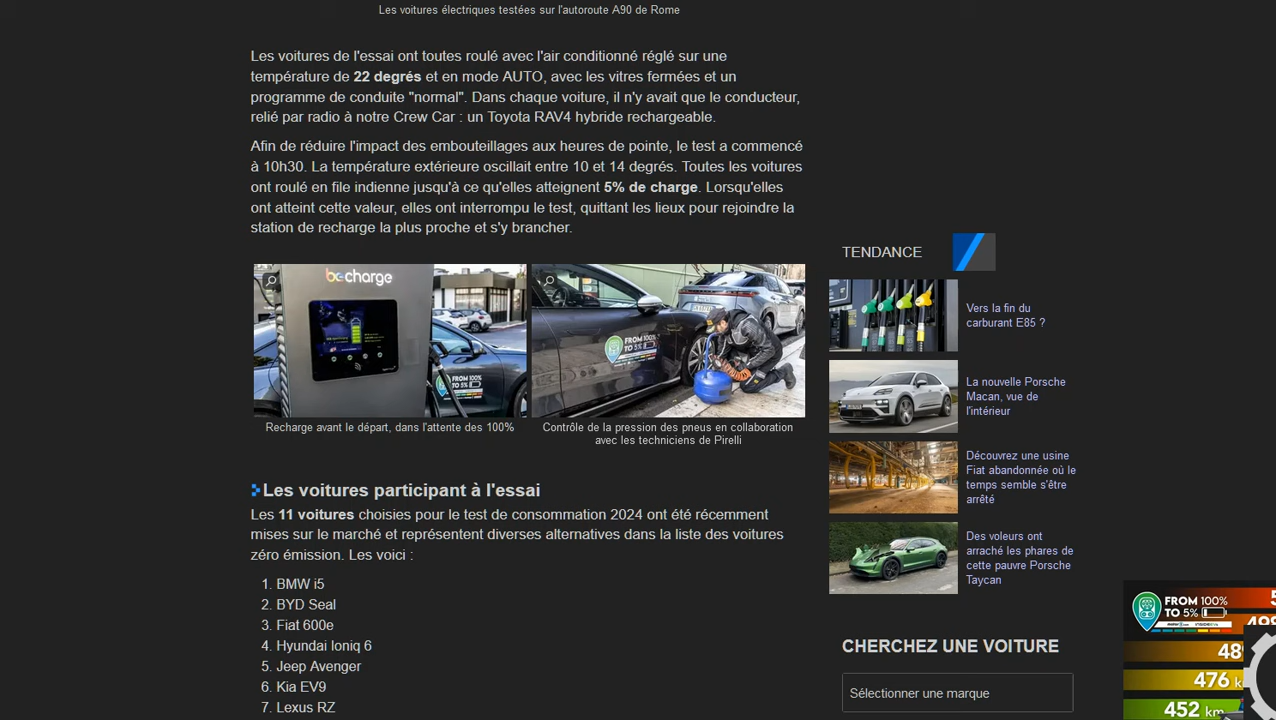 Les voitures électriques testées sur l'autoroute A90 de Rome
Les voitures de l'essai ont toutes roulé avec l'air conditionné réglé sur une
température de 22 degrés et en mode AUTO, avec les vitres fermées et un
programme de conduite "normal". Dans chaque voiture, il n'y avait que le conducteur,
relié par radio à notre Crew Car : un Toyota RAV4 hybride rechargeable.
Afin de réduire l'impact des embouteillages aux heures de pointe, le test a commencé
à 10h30. La température extérieure oscillait entre 10 et 14 degrés. Toutes les voitures
ont roulé en file indienne jusqu'à ce qu'elles atteignent 5% de charge. Lorsqu'elles
ont atteint cette valeur, elles ont interrompu le test, quittant les lieux pour rejoindre la
station de recharge la plus proche et s'y brancher.
be charge
FROM 100%
TO 5%
FROM 100%
TO 5%
Recharge avant le départ, dans l'attente des 100%
Contrôle de la pression des pneus en collaboration
avec les techniciens de Pirelli
Les voitures participant à l'essai
Les 11 voitures choisies pour le test de consommation 2024 ont été récemment
mises sur le marché et représentent diverses alternatives dans la liste des voitures
zéro émission. Les voici :
1. BMW i5
2. BYD Seal
3. Fiat 600e
4. Hyundai Ioniq 6
5. Jeep Avenger
6. Kia EV9
7. Lexus RZ
TENDANCE
Vers la fin du
carburant E85 ?
La nouvelle Porsche
Macan, vue de
l'intérieur
Découvrez une usine
Fiat abandonnée où le
temps semble s'être
arrêté
Des voleurs ont
arraché les phares de
cette pauvre Porsche
Taycan
CHERCHEZ UNE VOITURE
Sélectionner une marque
FROM 100%
TO 5%
476 k
452 km